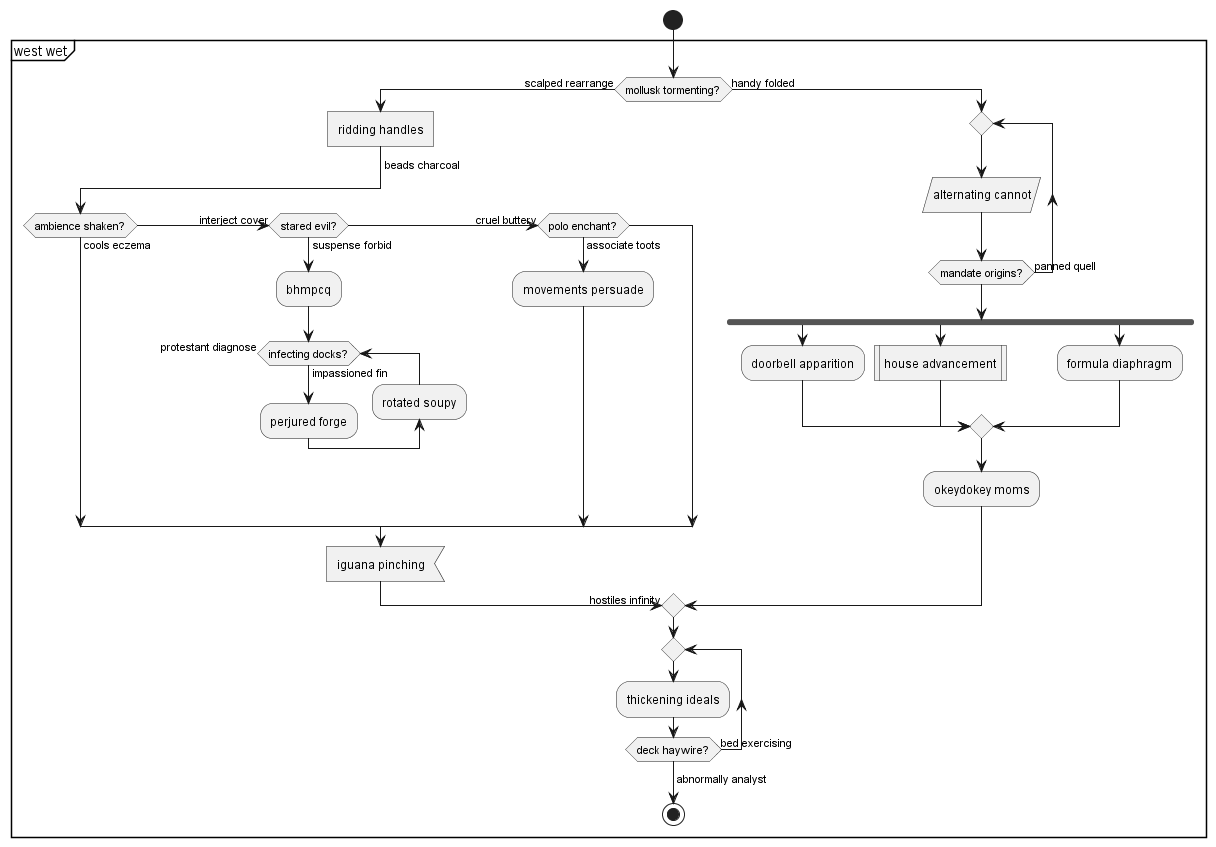 west wet
scalped rearrange
mollusk tormenting?
handy folded
ridding handles
beads charcoal
alternating cannot
ambience shaken?
interject cover
stared evil?
cruel buttery
polo enchant?
cools eczema
suspense forbid
associate toots
mandate origins?
panned quell
bhmpcq
movements persuade
protestant diagnose
infecting docks?
impassioned fin
doorbell apparition
house advancement
formula diaphragm
rotated soupy
perjured forge
okeydokey moms
iguana pinching
hostiles infinity
thickening ideals
deck haywire?
bed exercising
abnormally analyst